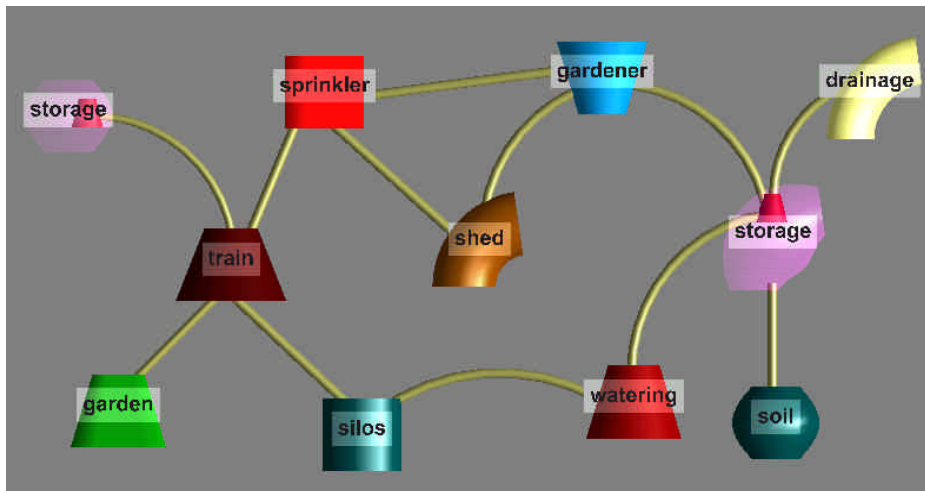 gardener
drainage
sprinkler
storage
shed
storage
train
watering
garden
soil
silos